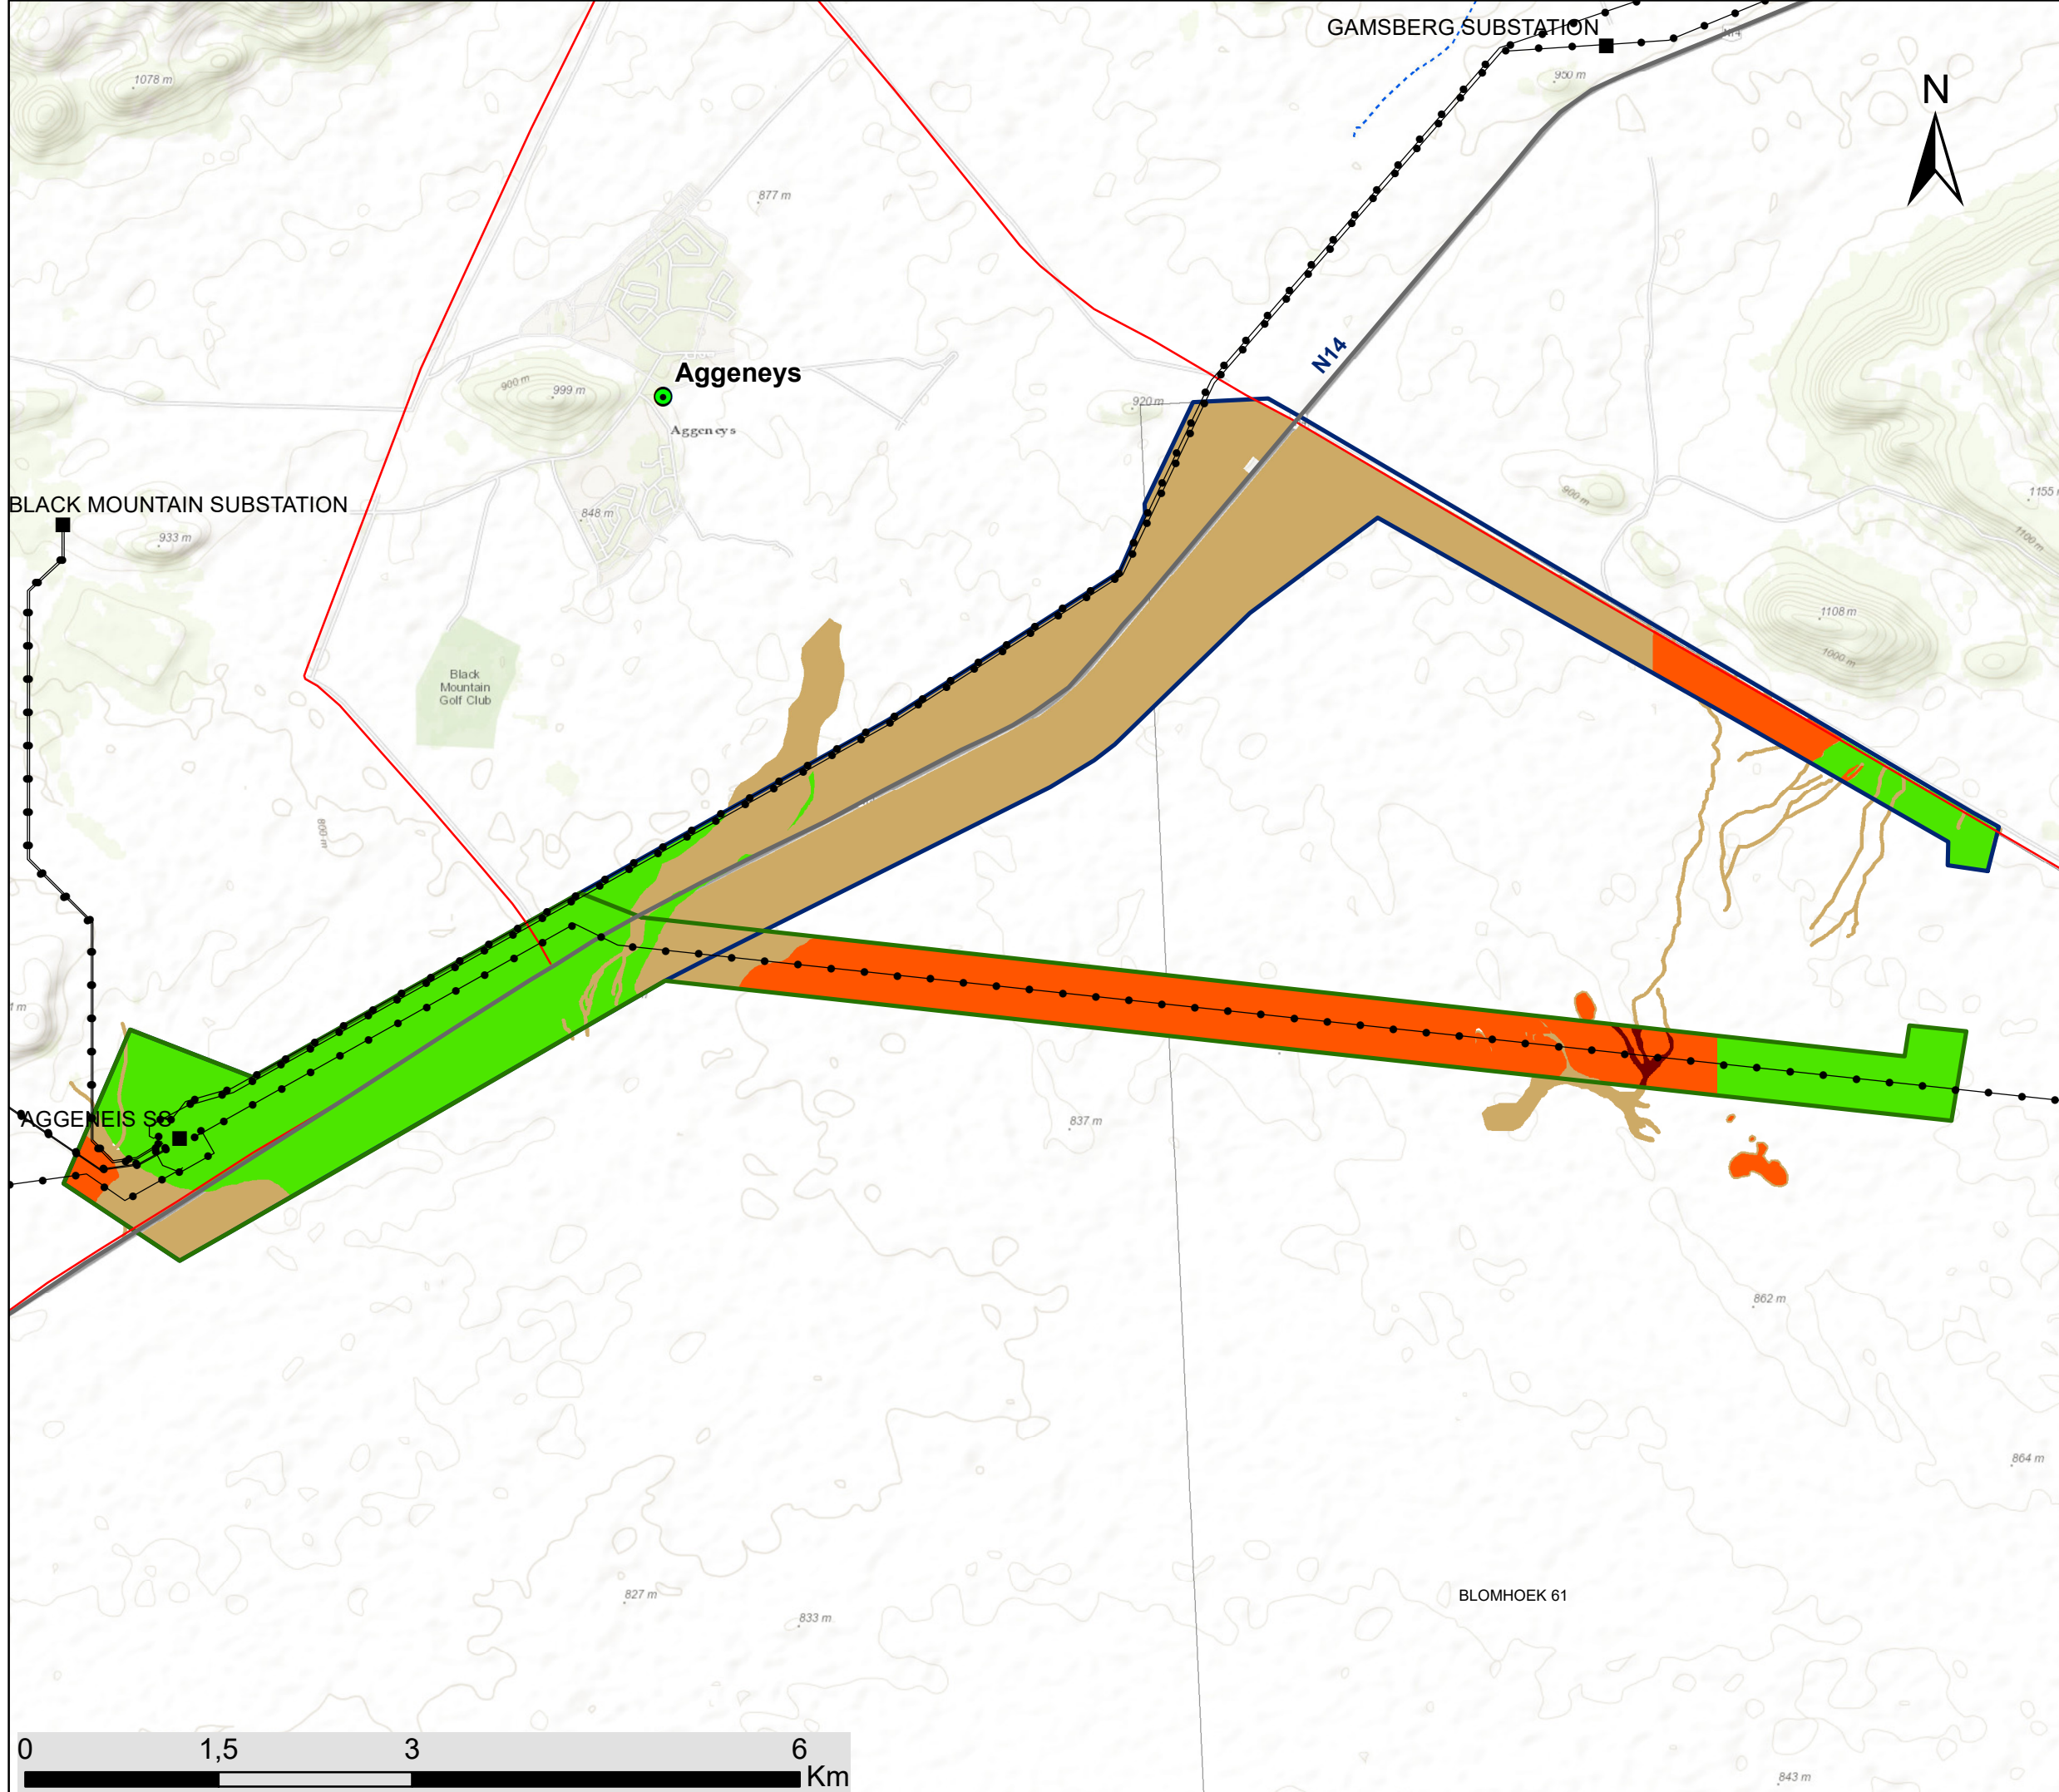 GAMSBERG SUBSTATION
N14
950 m
1078 m
N
877 m
N14
Aggeneys
900 m
999 m
920 m
Aggeneys
BLACK MOUNTAIN SUBSTATION
900 m
1155
848 m
933 m
1100 m
1108 m
1000 m
Black
Mountain
Golf Club
800 m
1 m
AGGENEIS SS
837 m
862 m
864 m
827 m
BLOMHOEK 61
833 m
0 1,5 3 6
Km
843 m